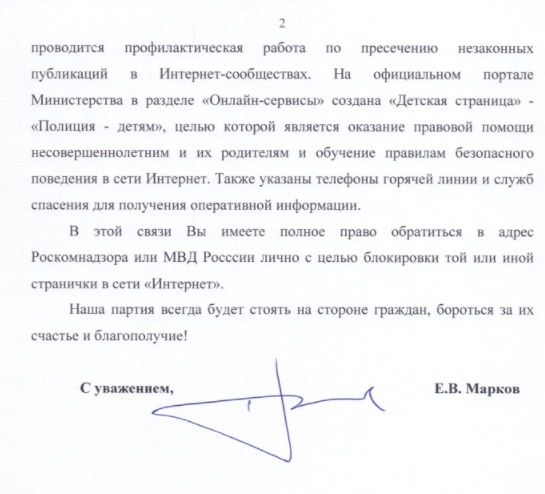 2
проводится профилактическая работа по пресечению незаконных
публикаций в Интернет-сообществах. На официальном портале
Министерства в разделе «Онлайн-сервисы» создана «Детская страница» -
«Полиция - детям», целью которой является оказание правовой помощи
несовершеннолетним и их родителям и обучение правилам безопасного
поведения в сети Интернет. Также указаны телефоны горячей линии и служб
спасения для получения оперативной информации.
В этой связи Вы имеете полное право обратиться в адрес
Роскомнадзора или МВД Росссии лично с целью блокировки той или иной
странички в сети «Интернет».
Наша партия всегда будет стоять на стороне граждан, бороться за их
счастье и благополучие!
С уважением, Е.В. Марков